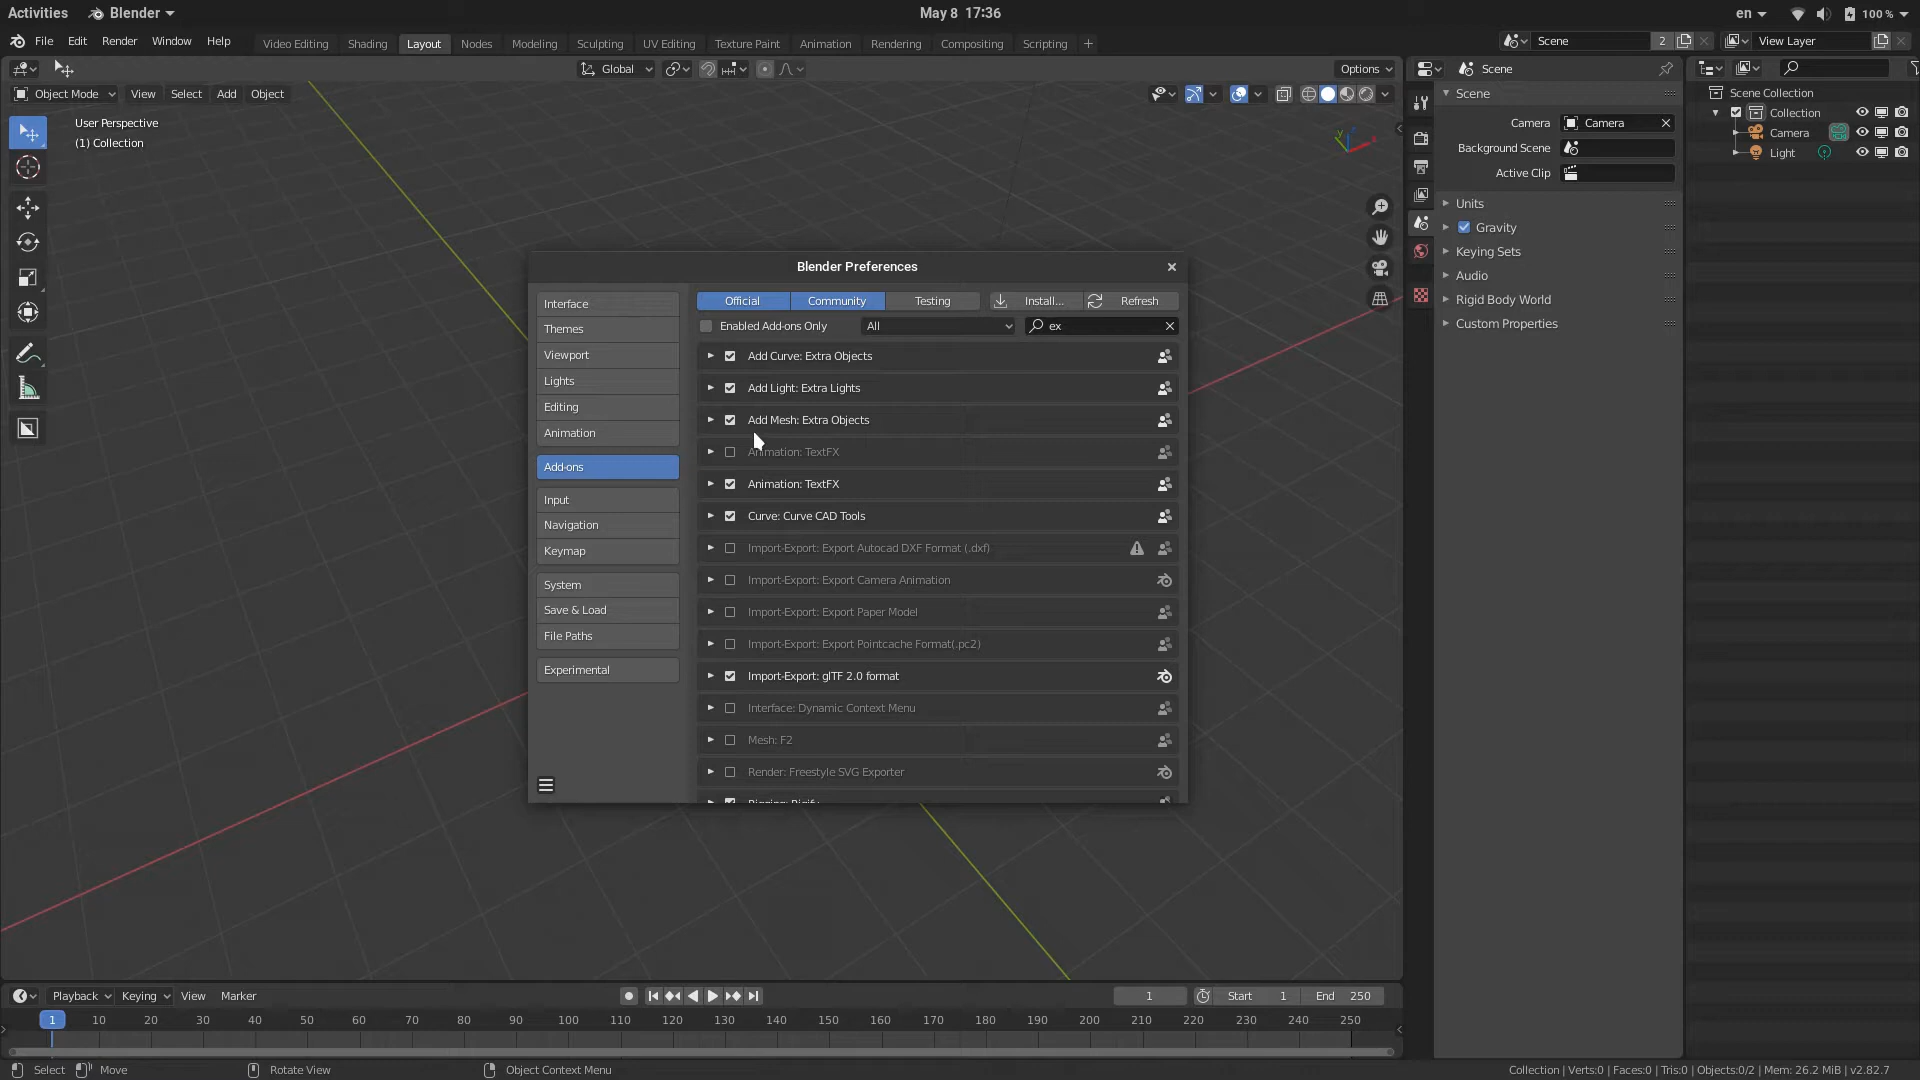 Activities Blender May 8 17:36 en 100 %
File Edit Render Window Help Video Editing Shading Layout Nodes Modeling Sculpting UV Editing Texture Paint Animation Rendering Compositing Scripting + Scene 2 View Layer
Global Options Scene
Object Mode View Select Add Object
User Perspective
(1) Collection
Scene
Camera Camera
Background Scene
Active Clip
Units
Gravity
Keying Sets
Audio
Rigid Body World
Custom Properties
Scene Collection
Collection
Camera
Light
Blender Preferences
Interface
Themes
Viewport
Lights
Editing
Animation
Add-ons
Input
Navigation
Keymap
System
Save & Load
File Paths
Experimental
Official Community Testing Install... Refresh
Enabled Add-ons Only All ex
Add Curve: Extra Objects
Add Light: Extra Lights
Add Mesh: Extra Objects
Animation: TextFX
Animation: TextFX
Curve: Curve CAD Tools
Import-Export: Export Autocad DXF Format (.dxf)
Import-Export: Export Camera Animation
Import-Export: Export Paper Model
Import-Export: Export Pointcache Format(.pc2)
Import-Export: glTF 2.0 format
Interface: Dynamic Context Menu
Mesh: F2
Render: Freestyle SVG Exporter
Rigging: Rigify
Playback Keying View Marker 1 Start 1 End 250
1 10 20 30 40 50 60 70 80 90 100 110 120 130 140 150 160 170 180 190 200 210 220 230 240 250
Select Move Rotate View Object Context Menu Collection | Verts:0 | Faces:0 | Tris:0 | Objects:0/2 | Mem: 26.2 MiB | v2.82.7